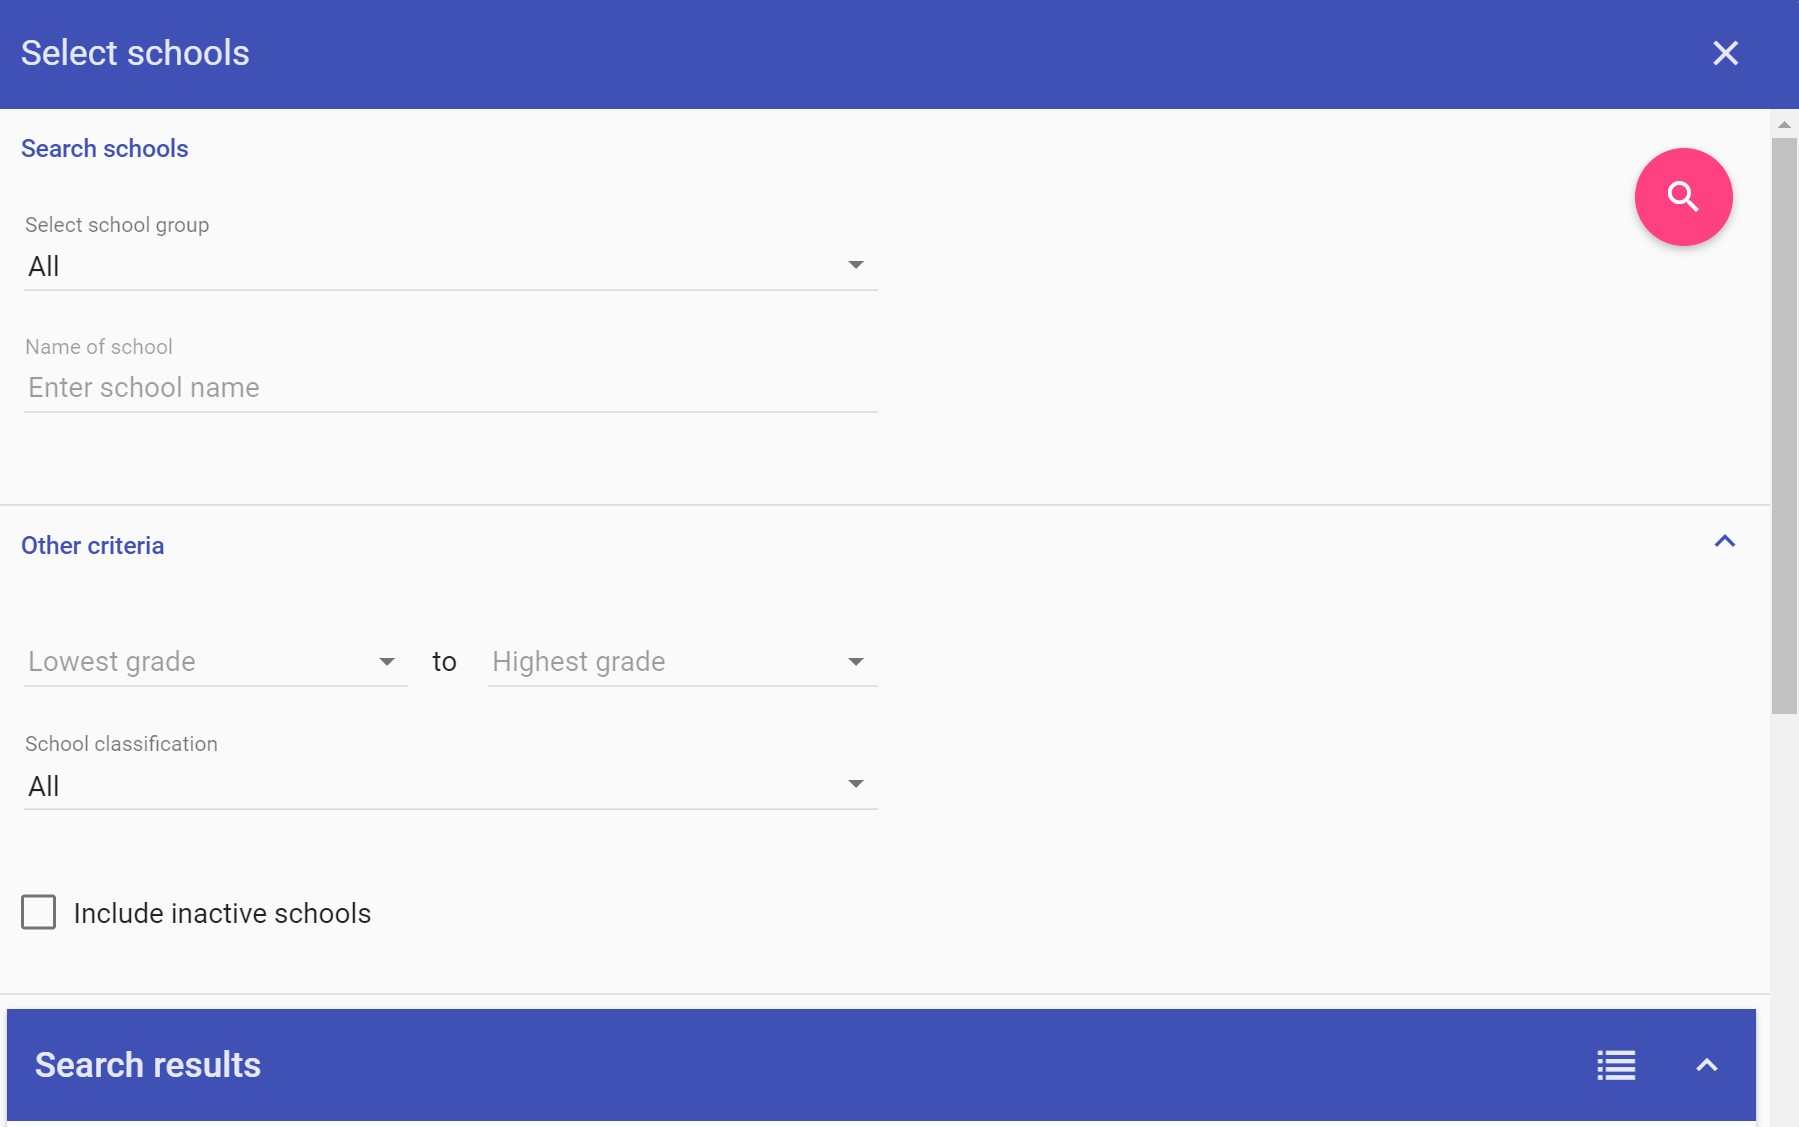 Select schools
Search schools
Select school group
All
Name of school
Enter school name
Other criteria
Lowest grade to Highest grade
School classification
All
Include inactive schools
Search results